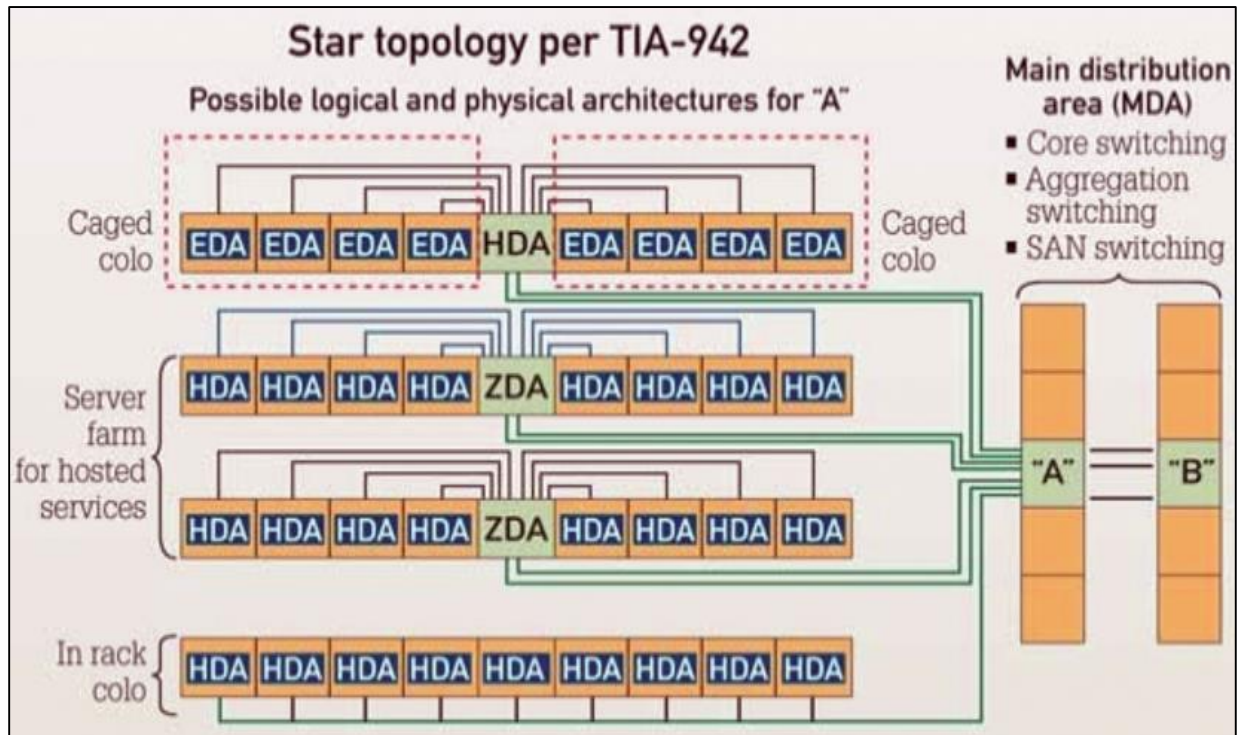 Star topology per TIA-942
Possible logical and physical architectures for “A”
Main distribution
area (MDA)
▪ Core switching
▪ Aggregation
switching
▪ SAN switching
Caged
colo
EDA EDA EDA EDA HDA EDA EDA EDA EDA
Caged
colo
Server
farm
for hosted
services
HDA HDA HDA HDA ZDA HDA HDA HDA HDA
HDA HDA HDA HDA ZDA HDA HDA HDA HDA
“A”
“B”
In rack
colo
HDA HDA HDA HDA HDA HDA HDA HDA HDA